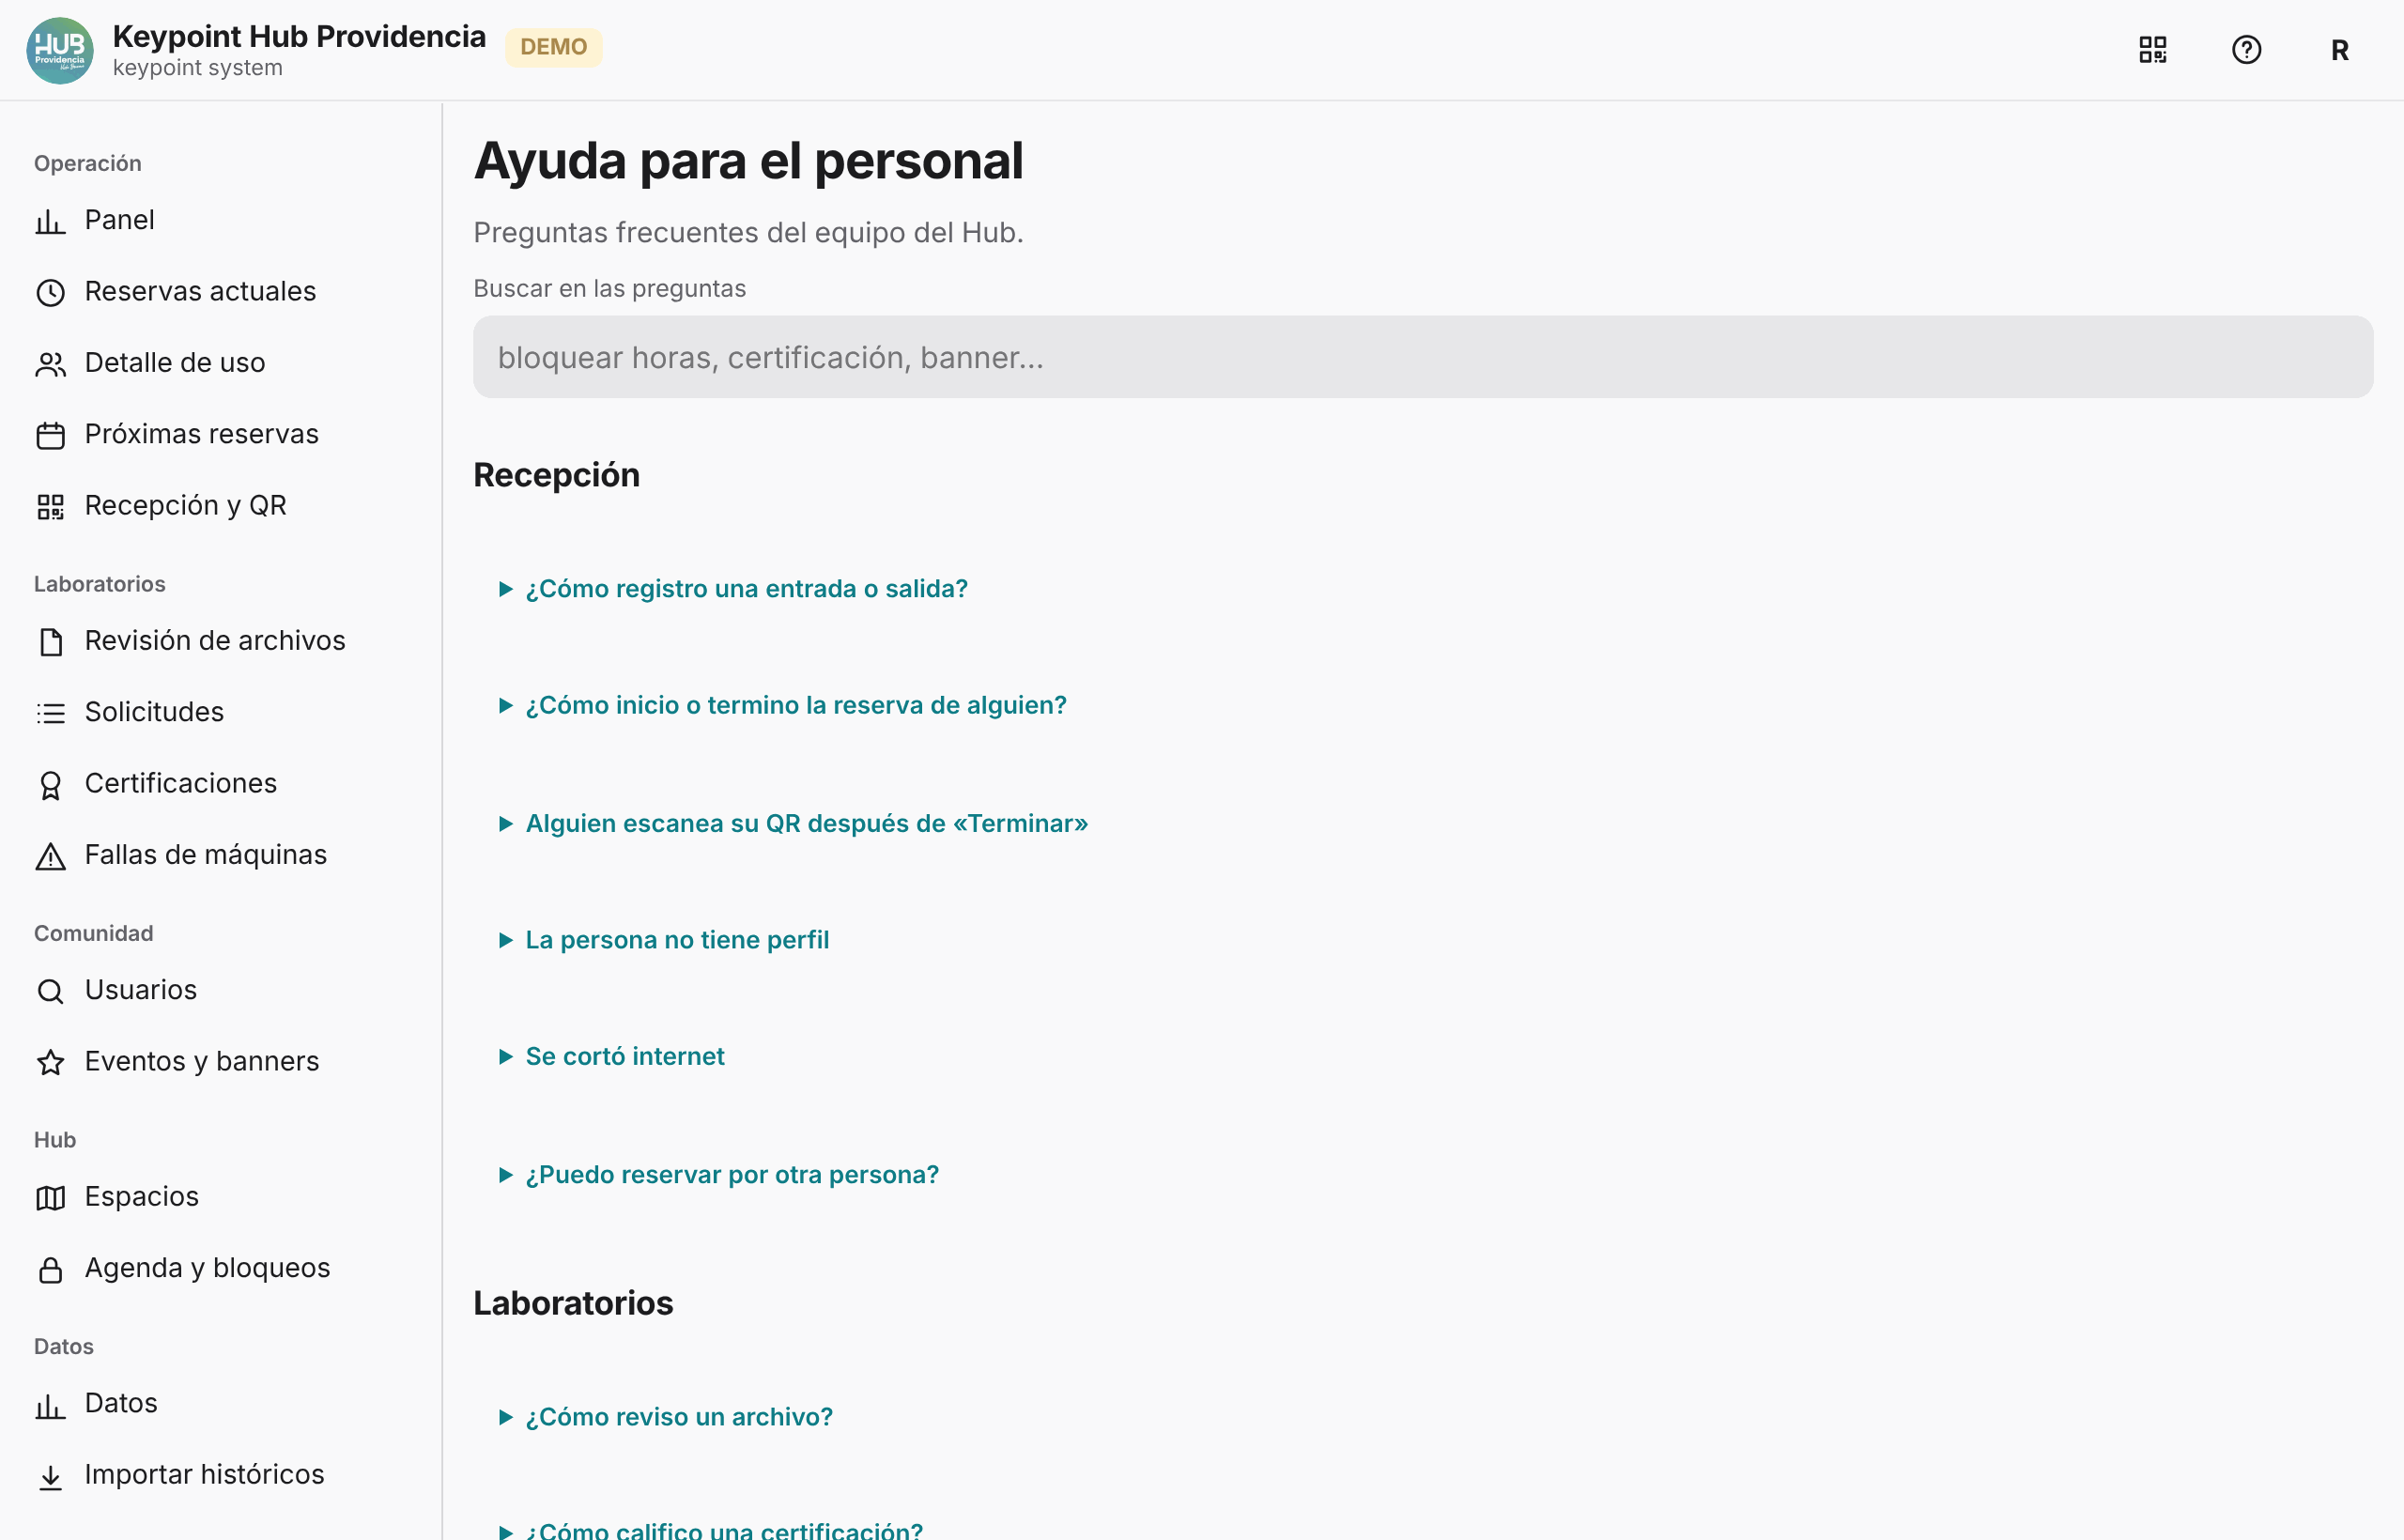 HUB
Providencia
Keypoint Hub Providencia
keypoint system
DEMO
R
Operación
Panel
Reservas actuales
Detalle de uso
Próximas reservas
Recepción y QR
Laboratorios
Revisión de archivos
Solicitudes
Certificaciones
Fallas de máquinas
Comunidad
Usuarios
Eventos y banners
Hub
Espacios
Agenda y bloqueos
Datos
Datos
Importar históricos
Ayuda para el personal
Preguntas frecuentes del equipo del Hub.
Buscar en las preguntas
bloquear horas, certificación, banner...
Recepción
¿Cómo registro una entrada o salida?
¿Cómo inicio o termino la reserva de alguien?
Alguien escanea su QR después de «Terminar»
La persona no tiene perfil
Se cortó internet
¿Puedo reservar por otra persona?
Laboratorios
¿Cómo reviso un archivo?
¿Cómo califico una certificación?